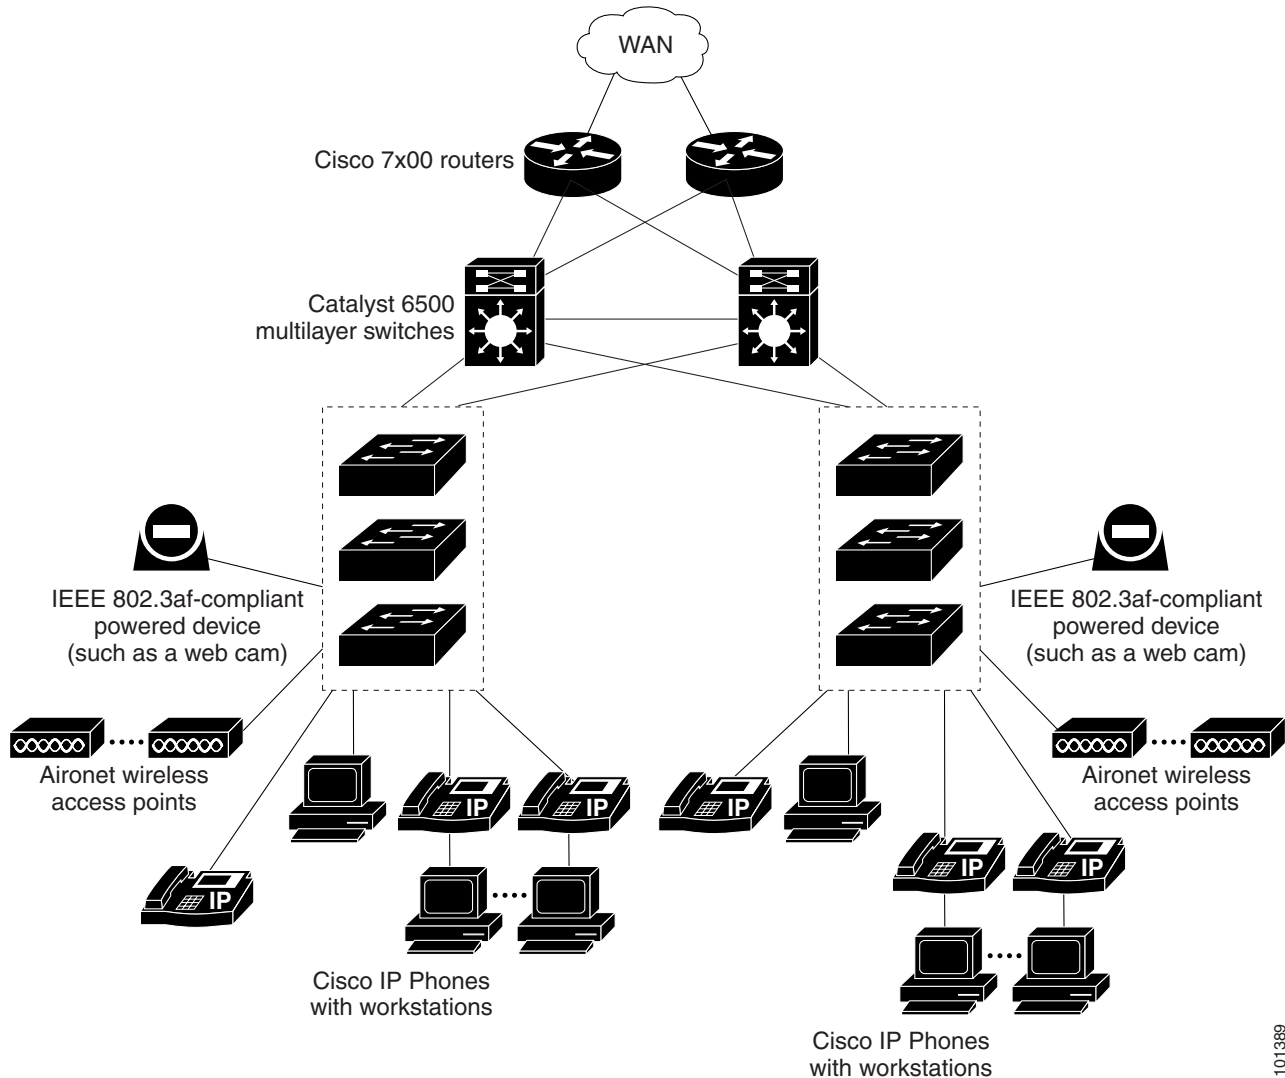 WAN
Cisco 7x00 routers
Catalyst 6500
multilayer switches
IEEE 802.3af-compliant
powered device
(such as a web cam)
IEEE 802.3af-compliant
powered device
(such as a web cam)
Aironet wireless
access points
Aironet wireless
access points
IP
IP
IP
IP
IP
IP
Cisco IP Phones
with workstations
Cisco IP Phones
with workstations
101389